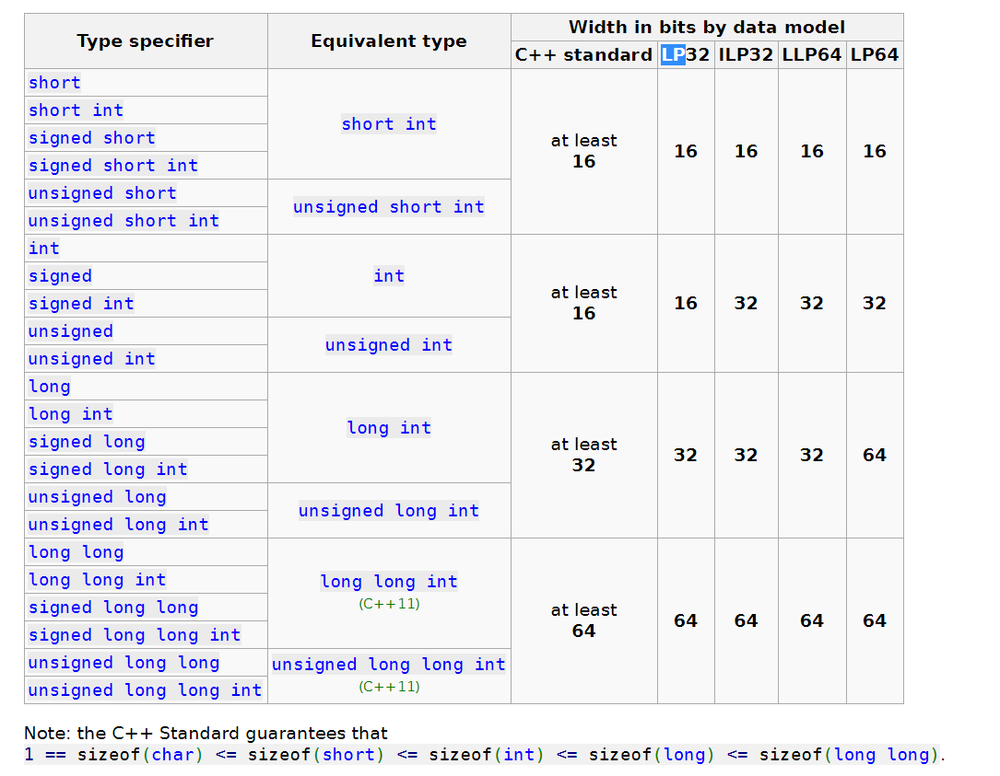 Type specifier
Equivalent type
Width in bits by data model
C++ standard LP32 ILP32 LLP64 LP64
short
short int
signed short
signed short int
short int
unsigned short
unsigned short int
unsigned short int
at least
16
16 16 16 16
int
signed
signed int
int
unsigned
unsigned int
unsigned int
at least
16
16 32 32 32
long
long int
signed long
signed long int
long int
unsigned long
unsigned long int
unsigned long int
at least
32
32 32 32 64
long long
long long int
signed long long
signed long long int
long long int
(C++11)
unsigned long long
unsigned long long int
unsigned long long int
(C++11)
at least
64
64 64 64 64
Note: the C++ Standard guarantees that
1 == sizeof(char) <= sizeof(short) <= sizeof(int) <= sizeof(long) <= sizeof(long long).